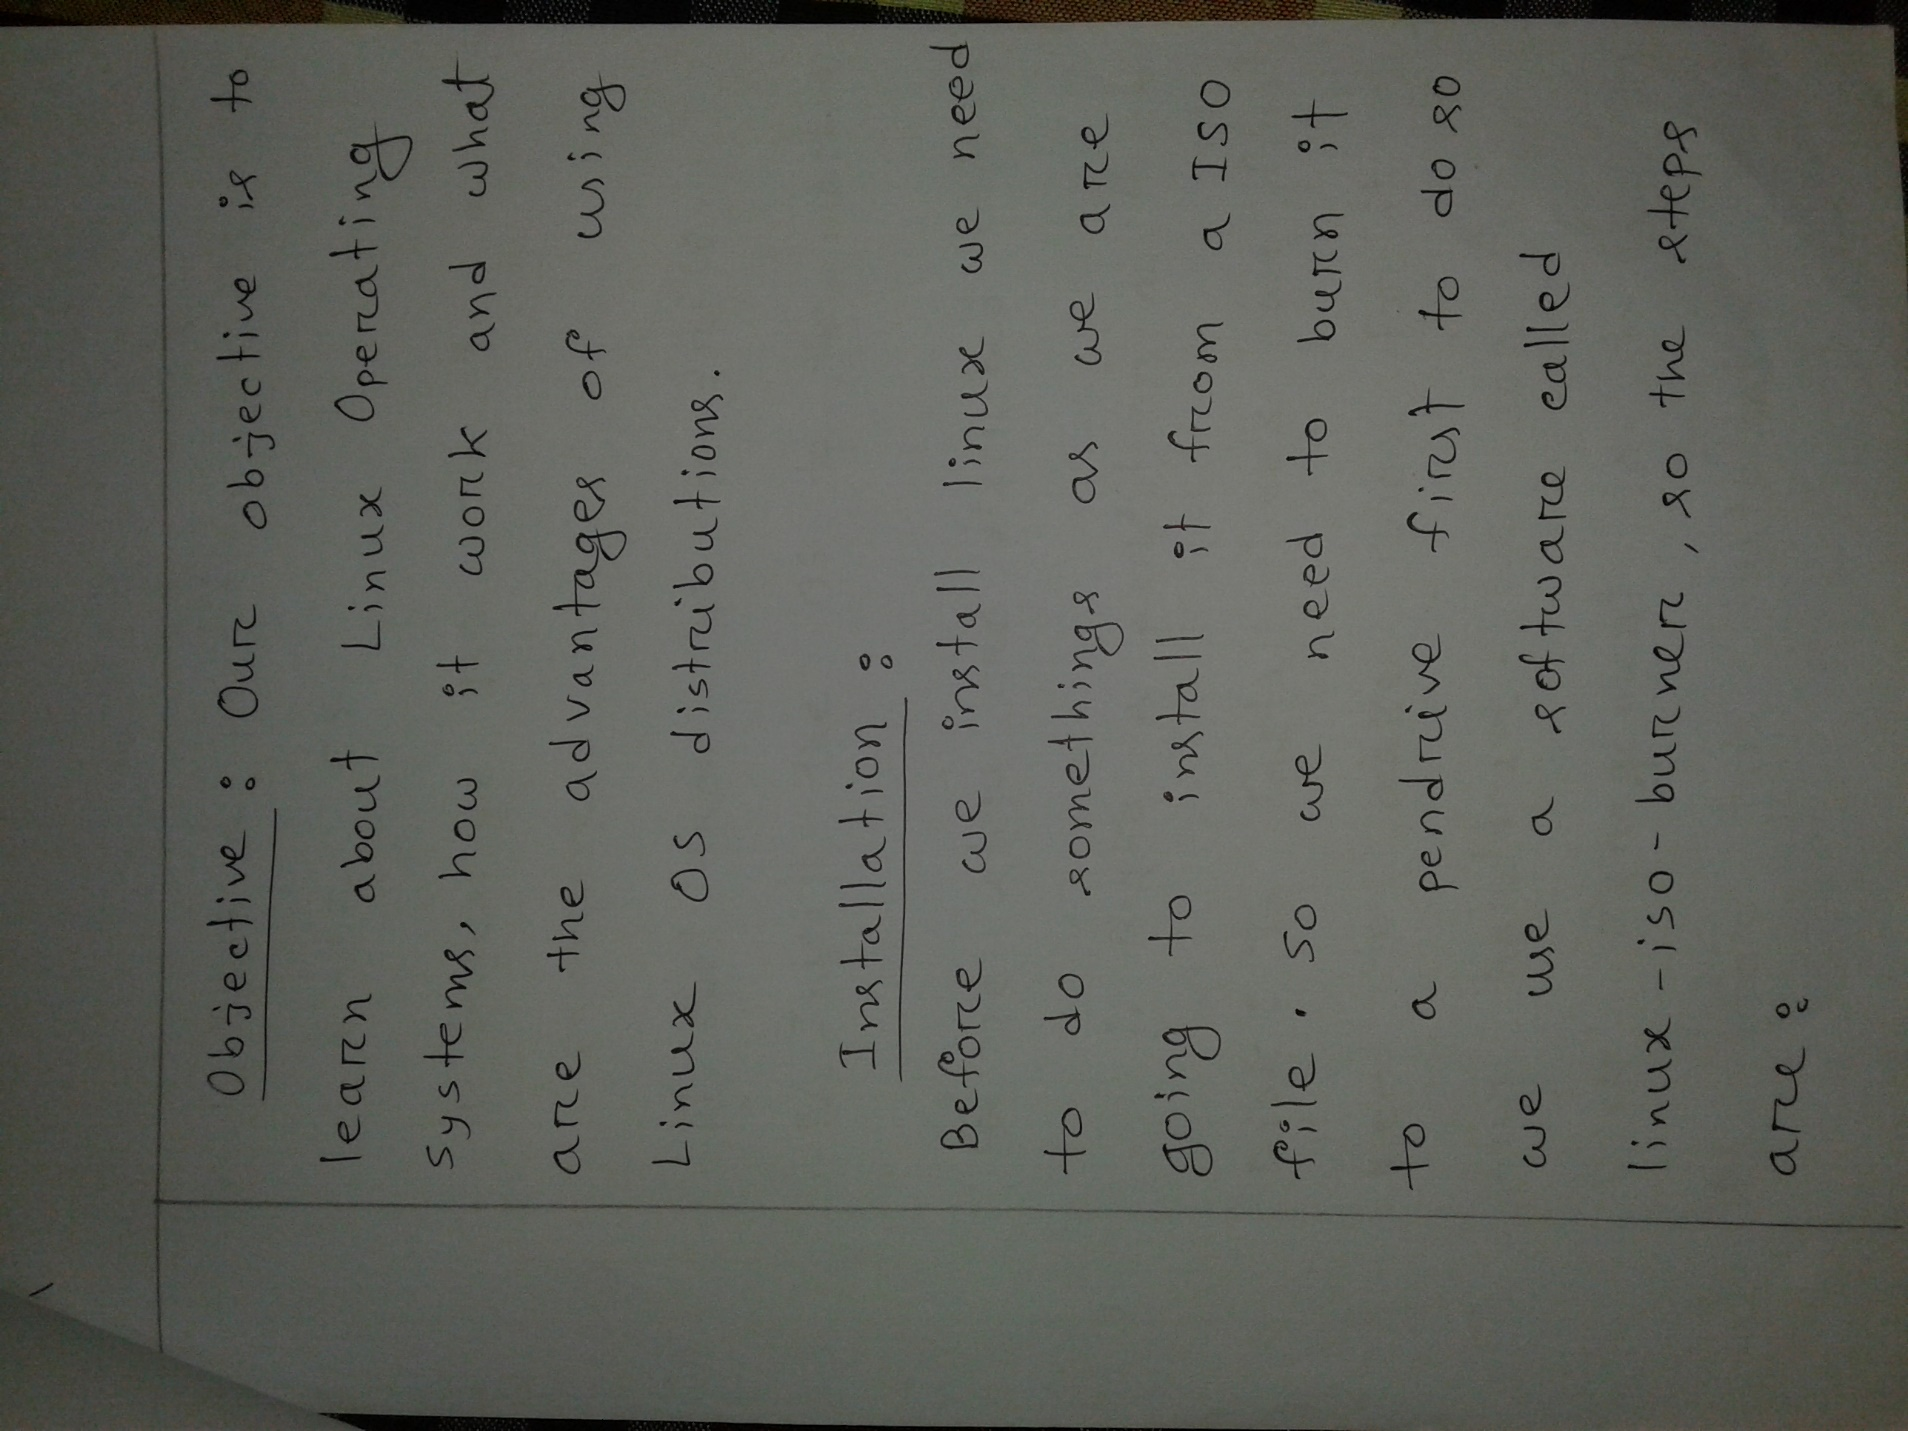 Objective : Our objective is to
learn about Linux Operating
systems, how it work and what
are the advantages of using
Linux OS distributions.
Installation :
Before we install linux we need
to do somethings as we are
going to install it from a ISO
file. So we need to burn it
to a pendrive first to do so
we use a software called
linux-iso-burner, so the steps
are :